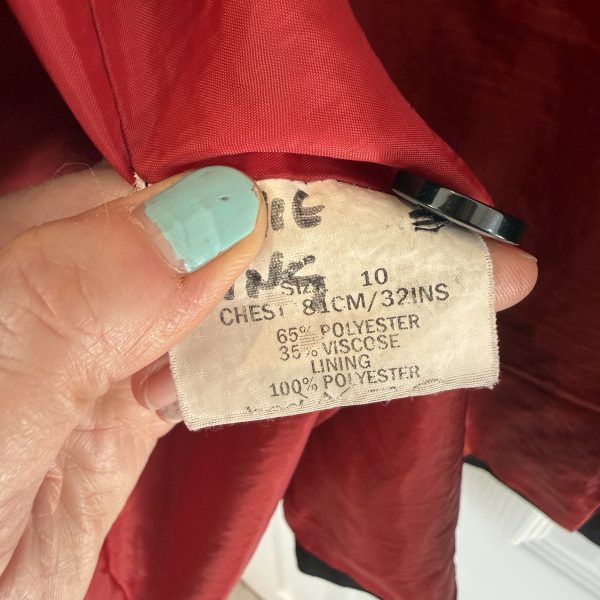 SIZE 10
CHEST 81CM/32INS
65% POLYESTER
35% VISCOSE
LINING
100% POLYESTER